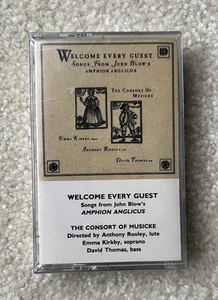 WELCOME EVERY GUEST
SONGS FROM JOHN BLOW'S
AMPHION ANGLICUS
THE CONSORT OF
MUSICKE
EMMA KIRKBY
ANTHONY ROOLEY
DAVID THOMAS
WELCOME EVERY GUEST
Songs from John Blow's
AMPHION ANGLICUS
THE CONSORT OF MUSICKE
Directed by Anthony Rooley, lute
Emma Kirkby, soprano
David Thomas, bass